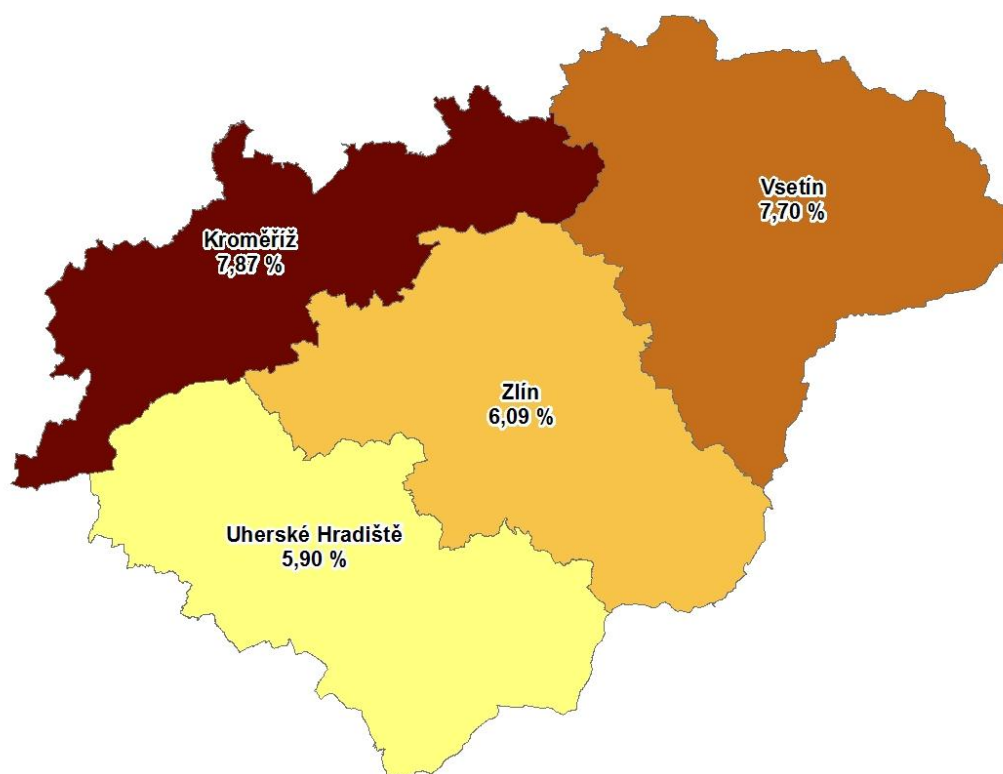 Vsetín
7,70 %
Kroměříž
7,87 %
Zlín
6,09 %
Uherské Hradiště
5,90 %